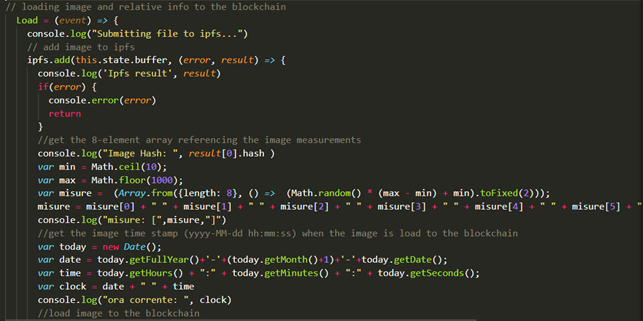 // loading image and relative info to the blockchain
Load = (event) => {
console.log("Submitting file to ipfs...")
// add image to ipfs
ipfs.add(this.state.buffer, (error, result) => {
console.log('Ipfs result', result)
if(error) {
console.error(error)
return
}
//get the 8-element array referencing the image measurements
console.log("Image Hash: ", result[0].hash )
var min = Math.ceil(10);
var max = Math.floor(1000);
var misure =  (Array.from({length: 8}, () =>  (Math.random() * (max - min) + min).toFixed(2)));
misure = misure[0] + " " + misure[1] + " " + misure[2] + " " + misure[3] + " " + misure[4] + " " + misure[5] + "
console.log("misure: [",misure,"]")
//get the image time stamp (yyyy-MM-dd hh:mm:ss) when the image is load to the blockchain
var today = new Date();
var date = today.getFullYear()+'-'+(today.getMonth()+1)+'-'+today.getDate();
var time = today.getHours() + ":" + today.getMinutes() + ":" + today.getSeconds();
var clock = date + " " + time
console.log("ora corrente: ", clock)
//load image to the blockchain